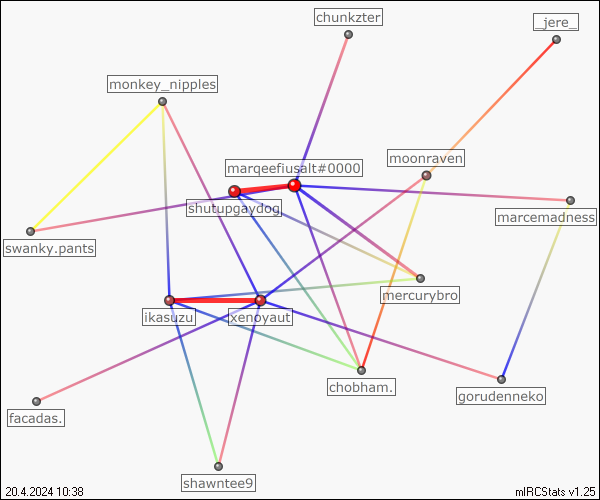 chunkzter
_jere_
monkey_nipples
marqeefiusalt#0000
moonraven
shutupgaydog
marcemadness
swanky.pants
mercurybro
ikasuzu
xenoyaut
chobham.
gorudenneko
facadas.
shawntee9
20.4.2024 10:38
mIRCStats v1.25